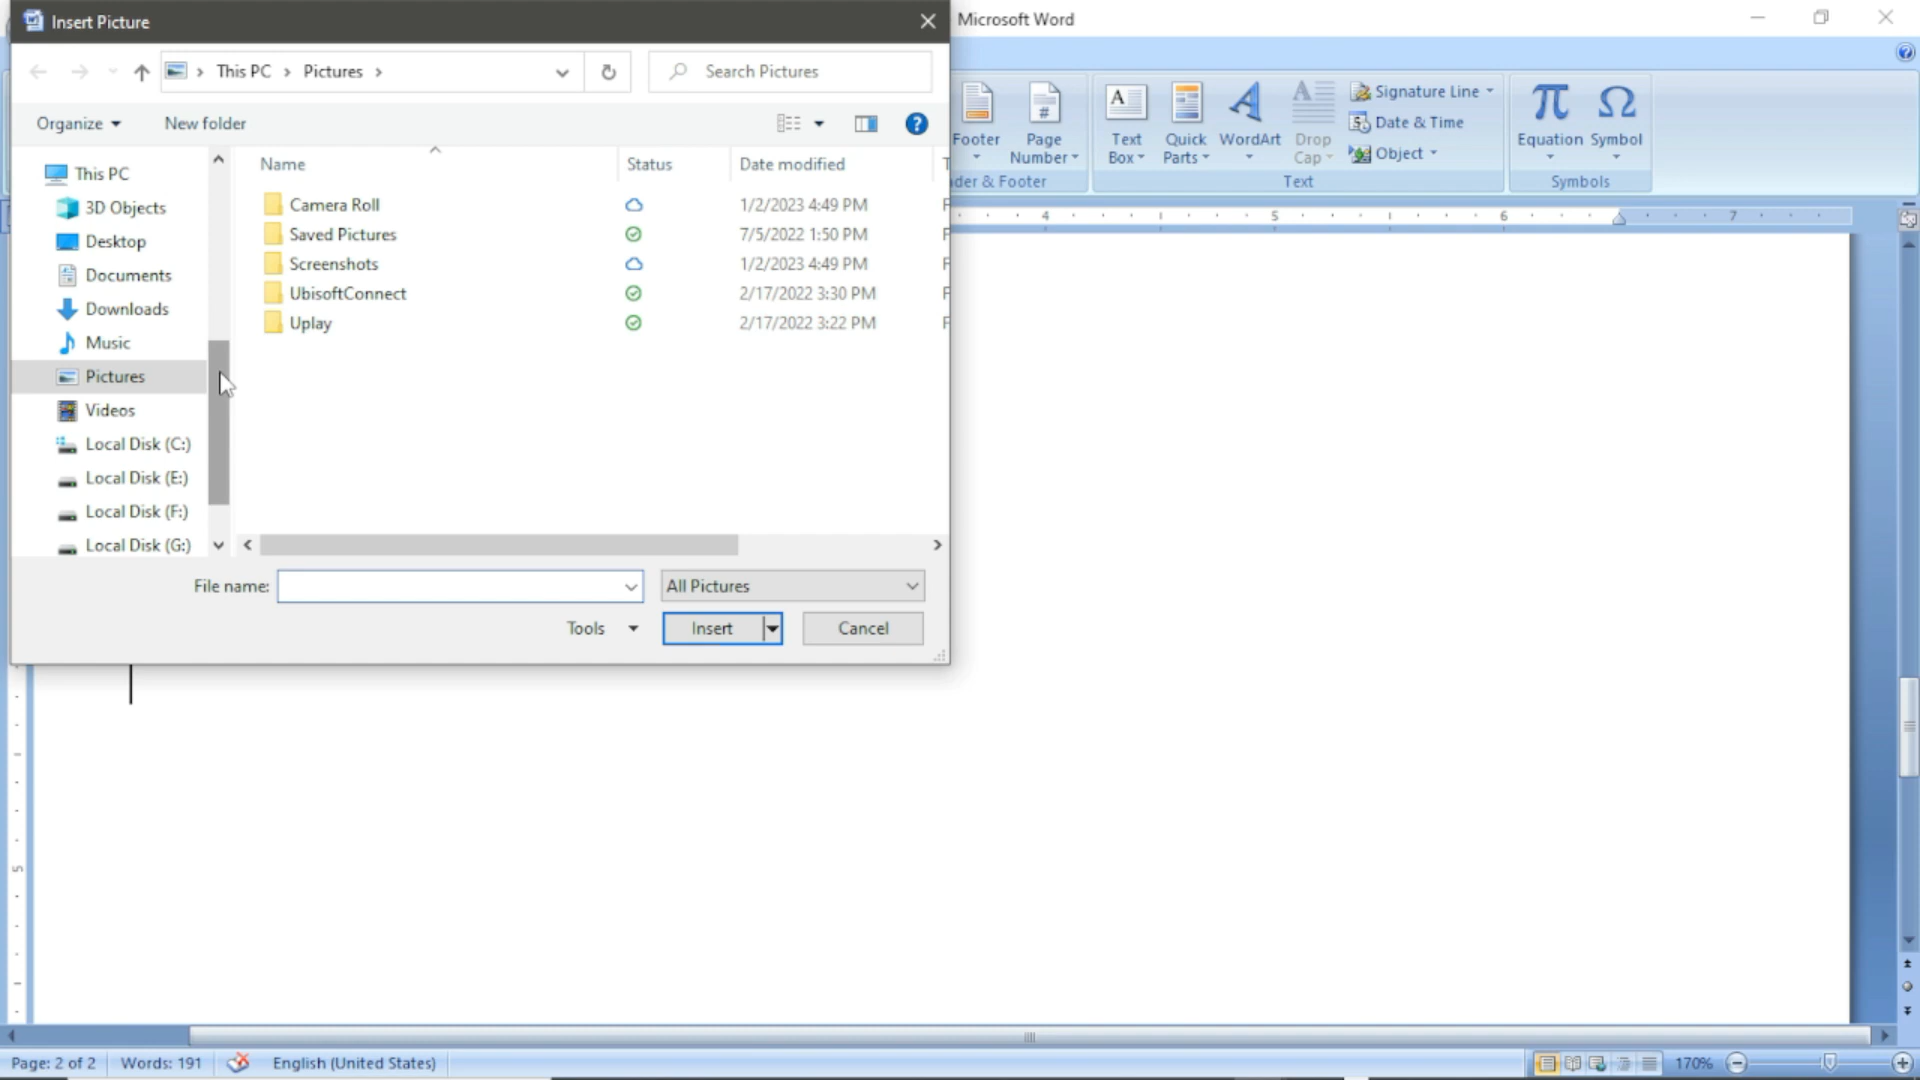 Insert Picture
Microsoft Word
This PC › Pictures ›
Search Pictures
Organize
New folder
Footer
Page Number
Text Box
Quick Parts
WordArt
Drop Cap
Signature Line
Date & Time
Object
Equation
Symbol
der & Footer
Text
Symbols
4 5 6 7
Name Status Date modified T
This PC
3D Objects
Desktop
Documents
Downloads
Music
Pictures
Videos
Local Disk (C:)
Local Disk (E:)
Local Disk (F:)
Local Disk (G:)
Camera Roll 1/2/2023 4:49 PM F
Saved Pictures 7/5/2022 1:50 PM F
Screenshots 1/2/2023 4:49 PM F
UbisoftConnect 2/17/2022 3:30 PM F
Uplay 2/17/2022 3:22 PM F
File name:
All Pictures
Tools
Insert
Cancel
5
Page: 2 of 2
Words: 191
English (United States)
170%